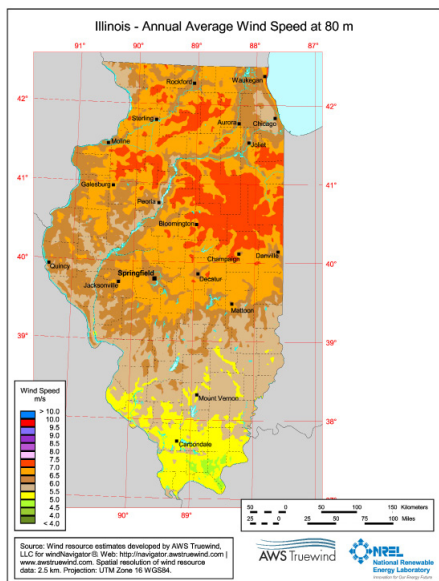 Illinois - Annual Average Wind Speed at 80 m
91° 90° 89° 88° 87°
Waukegan
Rockford
42° 42°
Sterling
Aurora Chicago
Moline Joliet
41° 41°
Galesburg
Peoria
Bloomington
40° 40°
Champaign Danville
Quincy
Springfield
Jacksonville Decatur
Mattoon
39° 39°
Wind Speed
m/s
Mount Vernon
> 10.0
10.0
9.5
9.0
8.5
8.0
7.5
7.0
6.5
6.0
5.5
5.0
4.5
4.0
< 4.0
38°
Carbondale
90° 89° 88°
50 0 50 100 150 Kilometers
25 0 25 50 100 Miles
Source: Wind resource estimates developed by AWS Truewind,
LLC for windNavigator®. Web: http://navigator.awstruewind.com |
www.awstruewind.com. Spatial resolution of wind resource
data: 2.5 km. Projection: UTM Zone 16 WGS84.
AWS Truewind
NREL
National Renewable
Energy Laboratory
Innovation for Our Energy Future